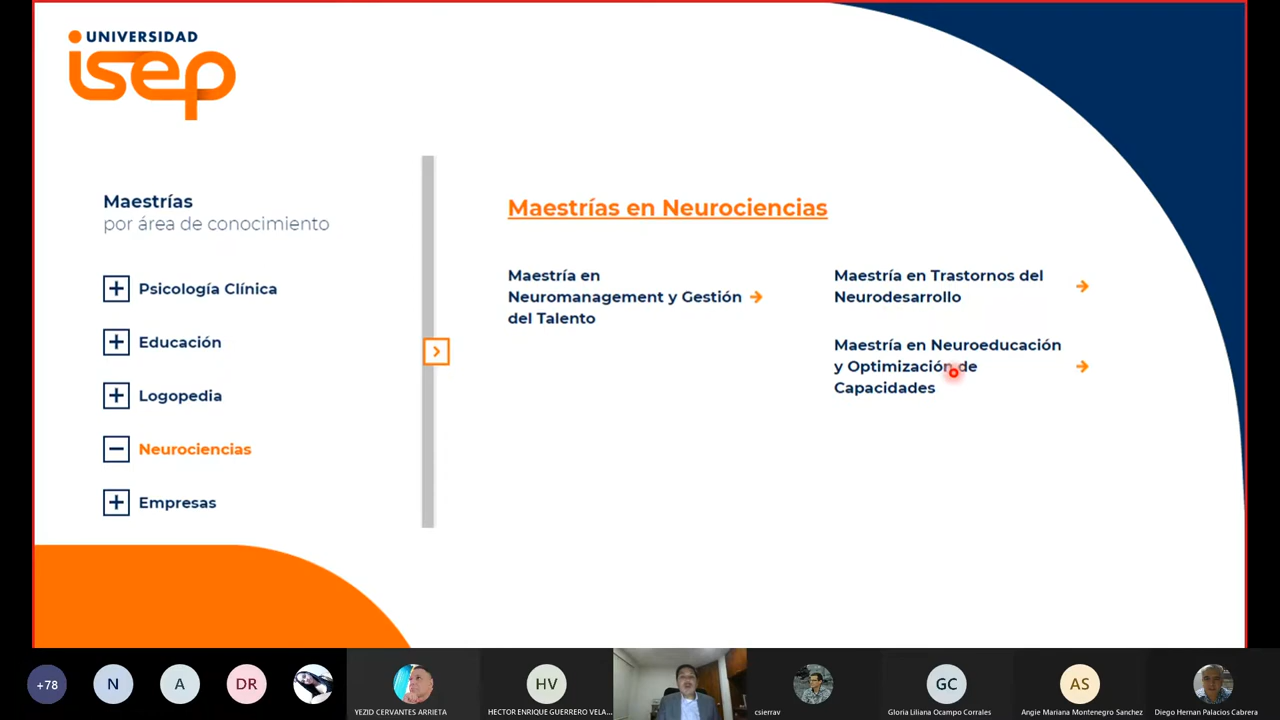 UNIVERSIDAD
isep
Maestrías
por área de conocimiento
Psicología Clínica
Educación
Logopedia
Neurociencias
Empresas
Maestrías en Neurociencias
Maestría en
Neuromanagement y Gestión
del Talento
Maestría en Trastornos del
Neurodesarrollo
Maestría en Neuroeducación
y Optimización de
Capacidades
+78
N
A
DR
YEZID CERVANTES ARRIETA
HV
HECTOR ENRIQUE GUERRERO VELA...
csierrav
GC
Gloria Liliana Ocampo Corrales
AS
Angie Mariana Montenegro Sanchez
Diego Hernan Palacios Cabrera